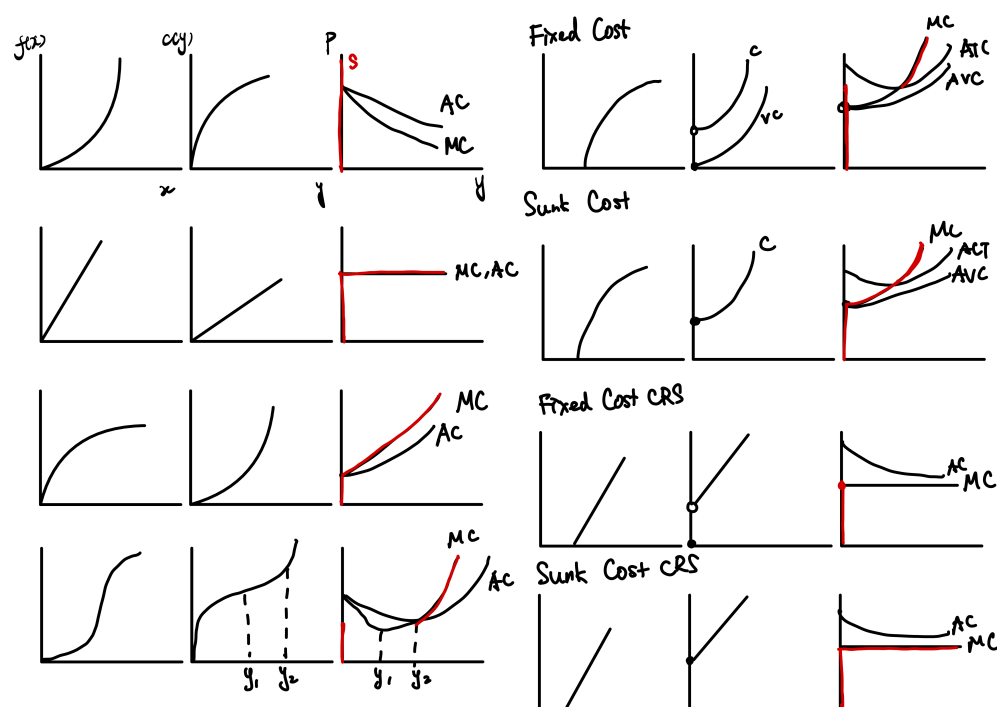 f(x)
c(y)
P
S
AC
MC
x
y
y
MC, AC
MC
AC
MC
AC
y₁ y₂
y₁ y₂
Fixed Cost
C
VC
MC
ATC
AVC
Sunk Cost
C
MC
ACT
AVC
Fixed Cost CRS
AC
MC
Sunk Cost CRS
AC
MC